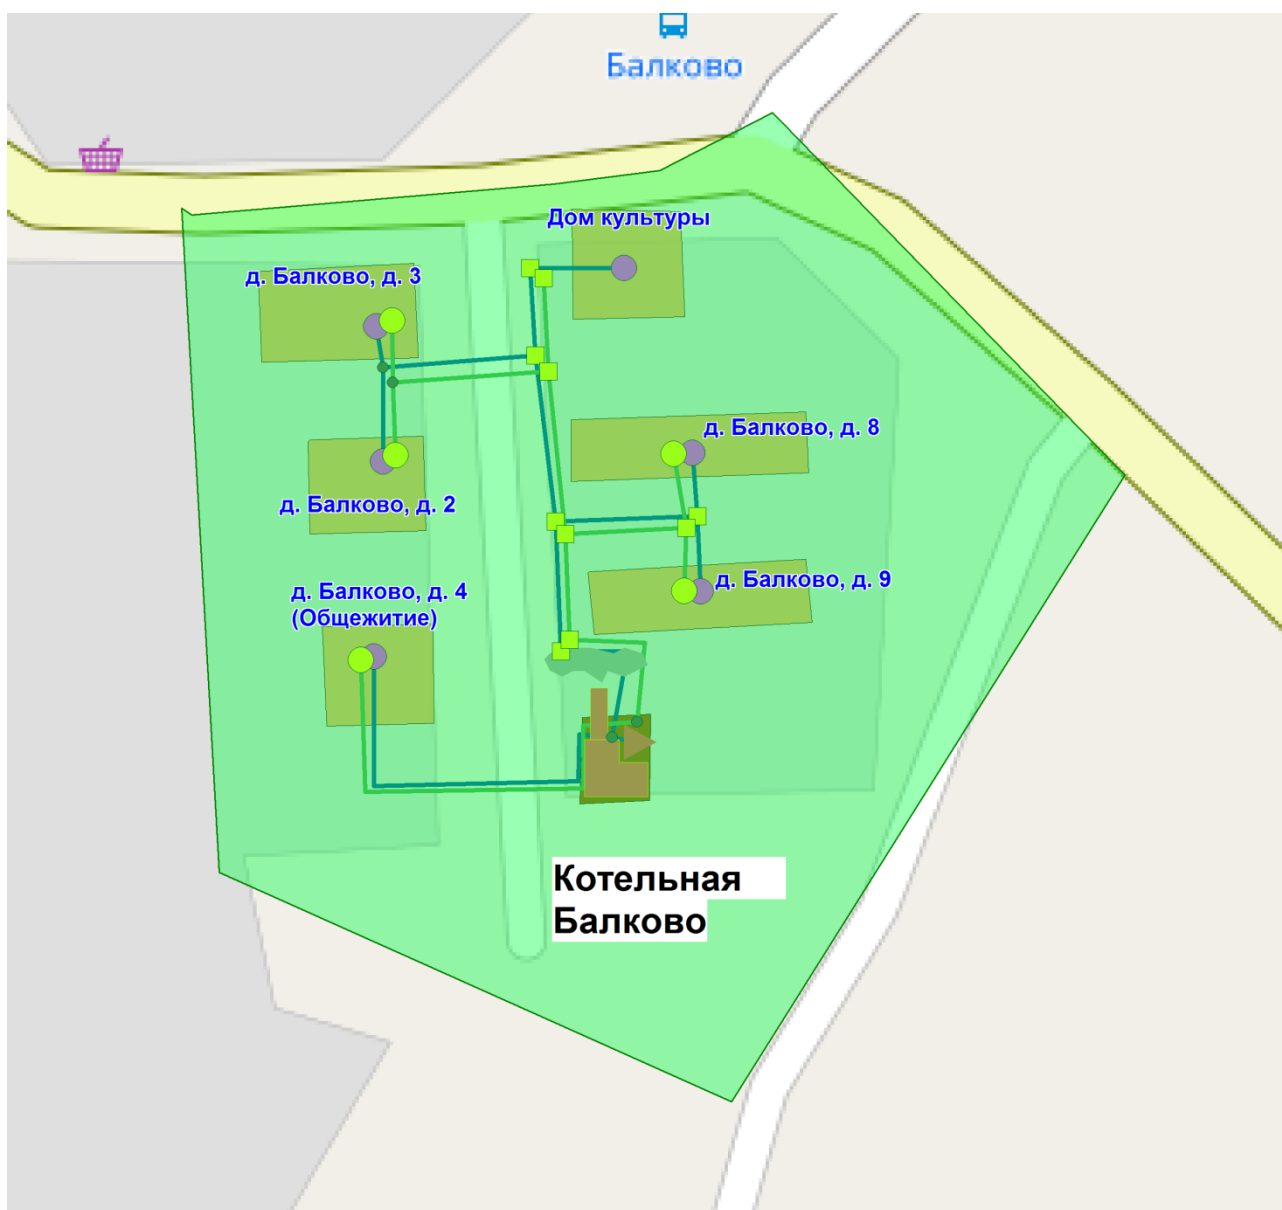 Балково
Дом культуры
д. Балково, д. 3
д. Балково, д. 8
д. Балково, д. 2
д. Балково, д. 9
д. Балково, д. 4
(Общежитие)
Котельная
Балково